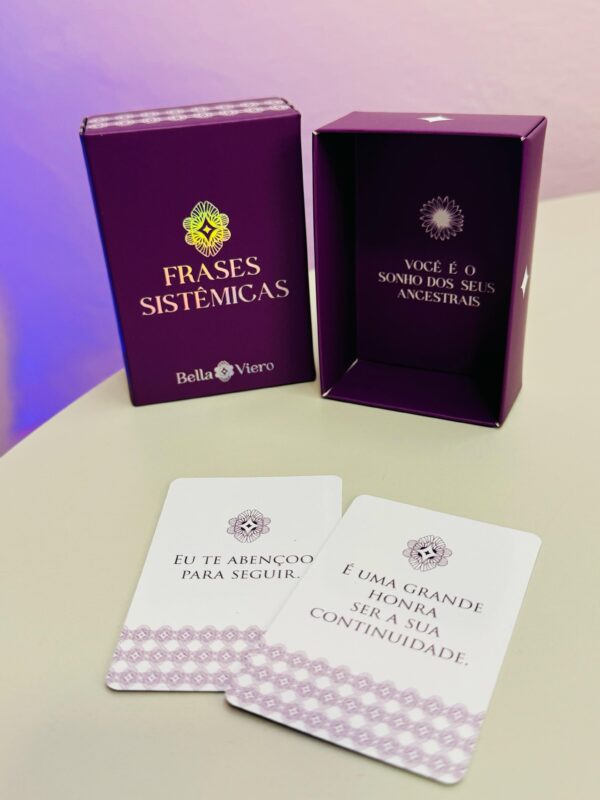 FRASES
SISTÊMICAS
Bella Viero
VOCÊ É O
SONHO DOS SEUS
ANCESTRAIS
EU TE ABENÇOO
PARA SEGUIR.
É UMA GRANDE
HONRA
SER A SUA
CONTINUIDADE.